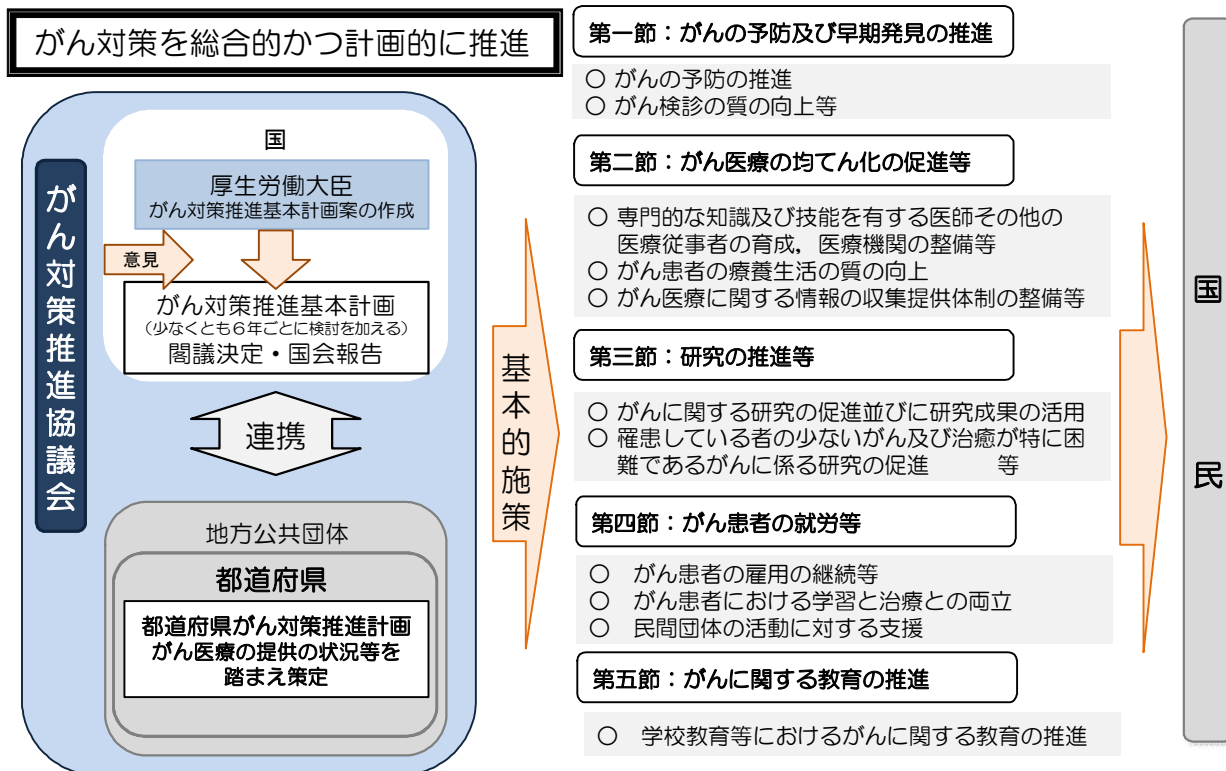 がん対策を総合的かつ計画的に推進
がん対策推進協議会
国
厚生労働大臣
がん対策推進基本計画案の作成
意見
がん対策推進基本計画
（少なくとも６年ごとに検討を加える）
閣議決定・国会報告
連携
地方公共団体
都道府県
都道府県がん対策推進計画
がん医療の提供の状況等を
踏まえ策定
基本的施策
第一節：がんの予防及び早期発見の推進
○ がんの予防の推進
○ がん検診の質の向上等
第二節：がん医療の均てん化の促進等
○ 専門的な知識及び技能を有する医師その他の
医療従事者の育成，医療機関の整備等
○ がん患者の療養生活の質の向上
○ がん医療に関する情報の収集提供体制の整備等
第三節：研究の推進等
○ がんに関する研究の促進並びに研究成果の活用
○ 罹患している者の少ないがん及び治癒が特に困
難であるがんに係る研究の促進　　　等
第四節：がん患者の就労等
○　がん患者の雇用の継続等
○　がん患者における学習と治療との両立
○　民間団体の活動に対する支援
第五節：がんに関する教育の推進
○　学校教育等におけるがんに関する教育の推進
国民